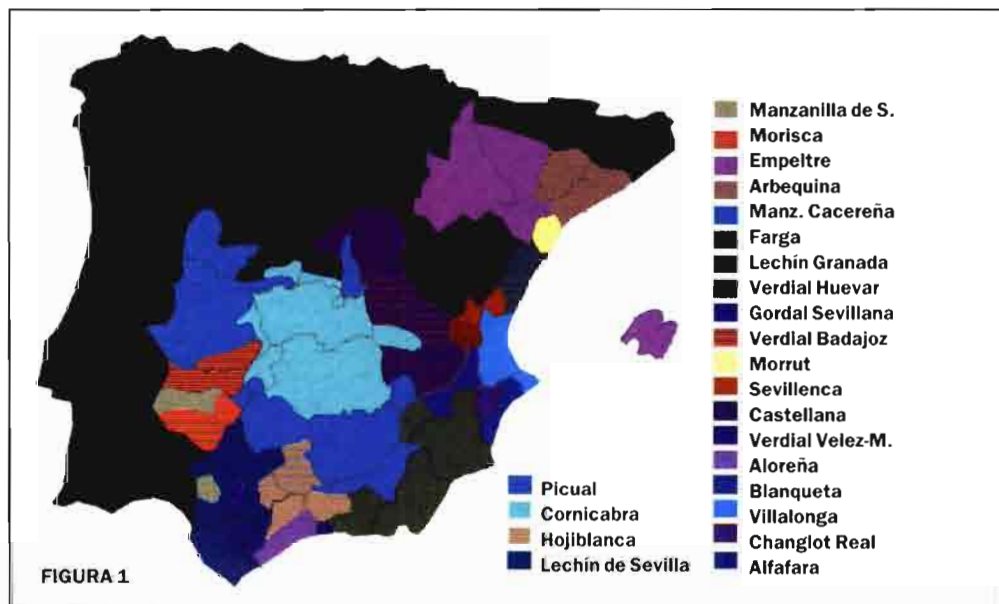 Manzanilla de S.
Morisca
Empeltre
Arbequina
Manz. Cacereña
Farga
Lechín Granada
Verdial Huevar
Gordal Sevillana
Verdial Badajoz
Morrut
Sevillenca
Castellana
Verdial Velez-M.
Aloreña
Blanqueta
Villalonga
Changlot Real
Alfafara
Picual
Cornicabra
Hojiblanca
Lechín de Sevilla
FIGURA 1